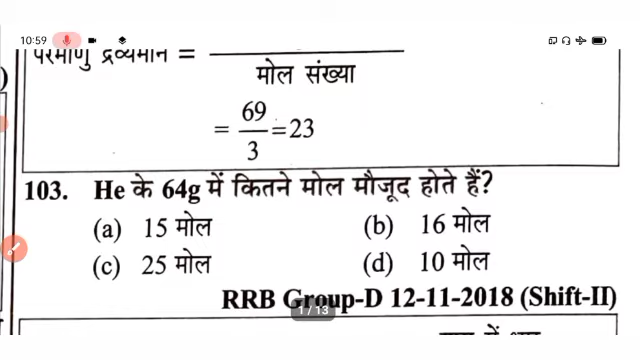 10:59
परमाणु द्रव्यमान =
मोल संख्या
= 69/3 = 23
103. He के 64g में कितने मोल मौजूद होते हैं?
(a) 15 मोल (b) 16 मोल
(c) 25 मोल (d) 10 मोल
RRB Group-D 12-11-2018 (Shift-II)
1 / 13